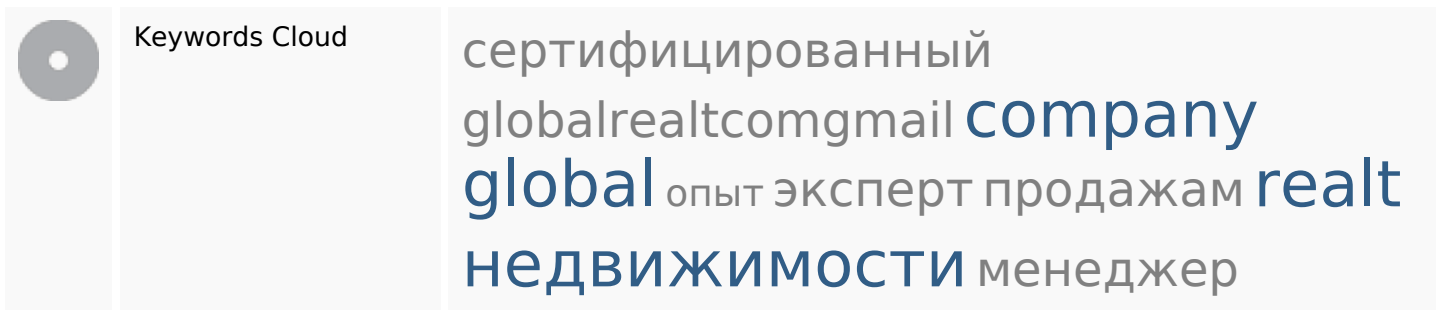 Keywords Cloud
сертифицированный
globalrealtcomgmail company
global опыт эксперт продажам realt
недвижимости менеджер